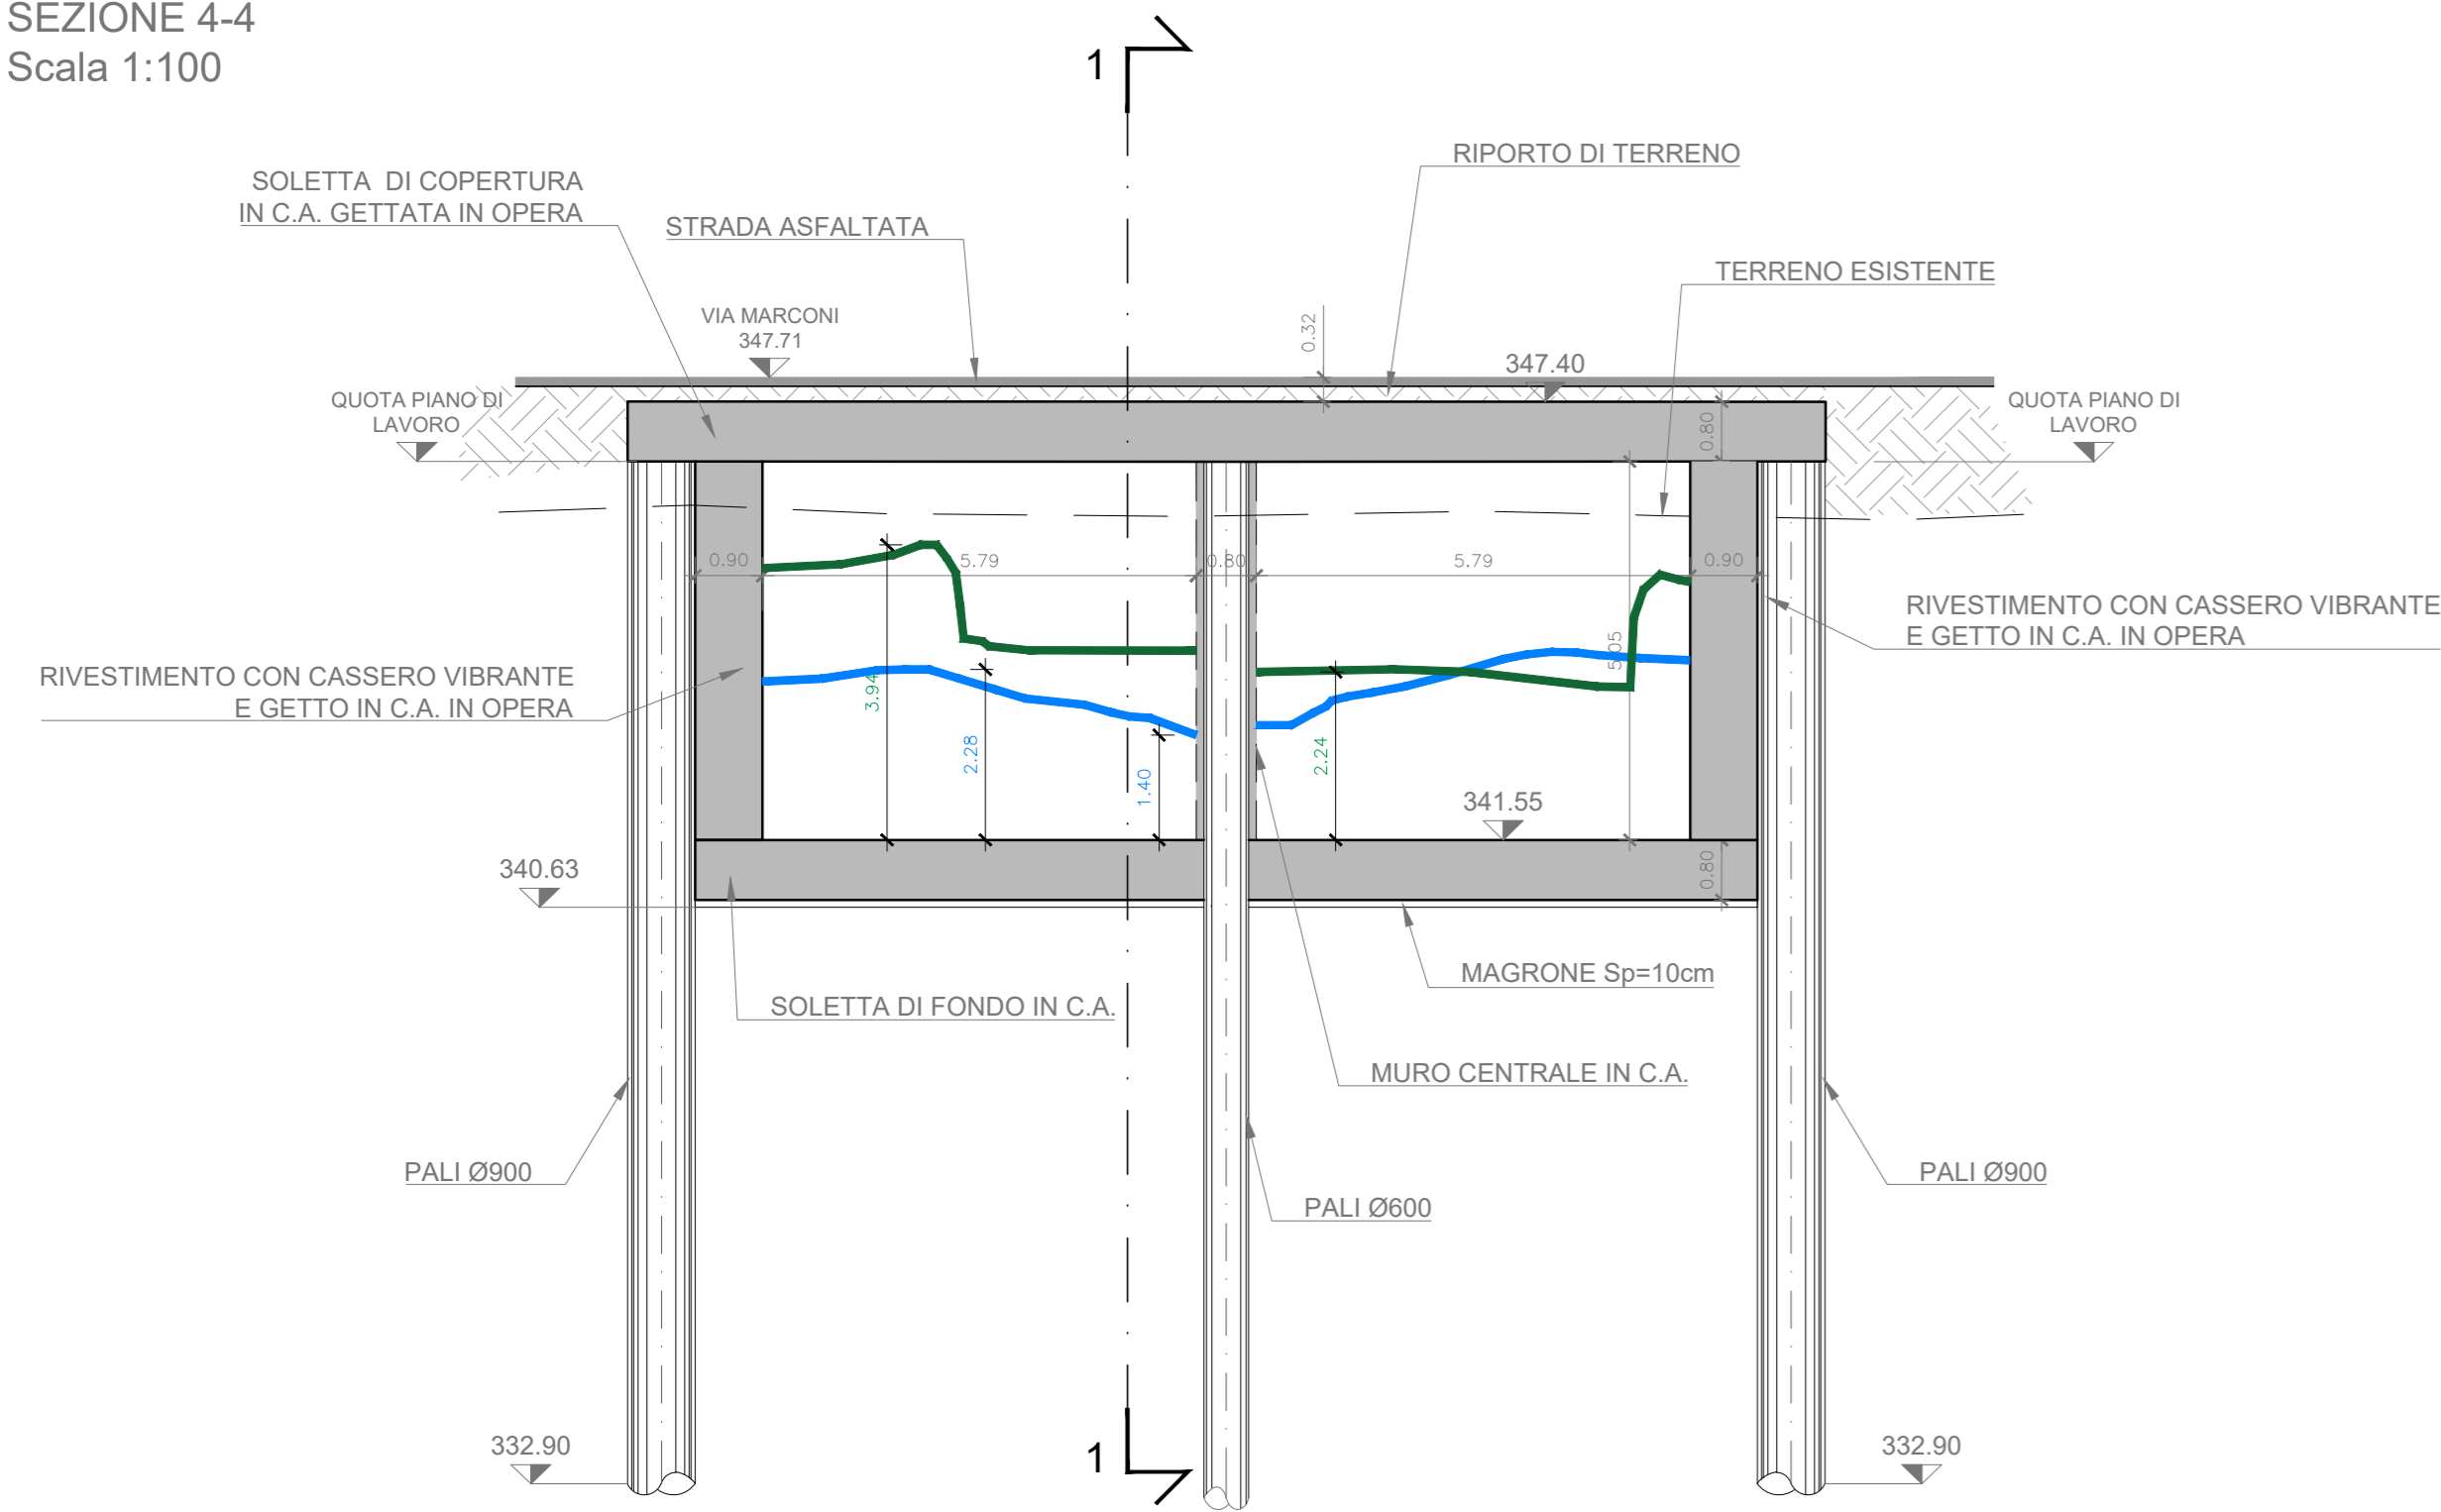 SEZIONE 4-4
Scala 1:100
1
RIPORTO DI TERRENO
SOLETTA DI COPERTURA
IN C.A. GETTATA IN OPERA
STRADA ASFALTATA
TERRENO ESISTENTE
VIA MARCONI
347.71
0.32
347.40
QUOTA PIANO DI
LAVORO
QUOTA PIANO DI
LAVORO
0.80
0.90
5.79
0.80
5.79
0.90
RIVESTIMENTO CON CASSERO VIBRANTE
E GETTO IN C.A. IN OPERA
RIVESTIMENTO CON CASSERO VIBRANTE
E GETTO IN C.A. IN OPERA
3.94
2.28
1.40
2.24
5.05
341.55
340.63
0.80
MAGRONE Sp=10cm
SOLETTA DI FONDO IN C.A.
MURO CENTRALE IN C.A.
PALI Ø900
PALI Ø900
PALI Ø600
332.90
1
332.90